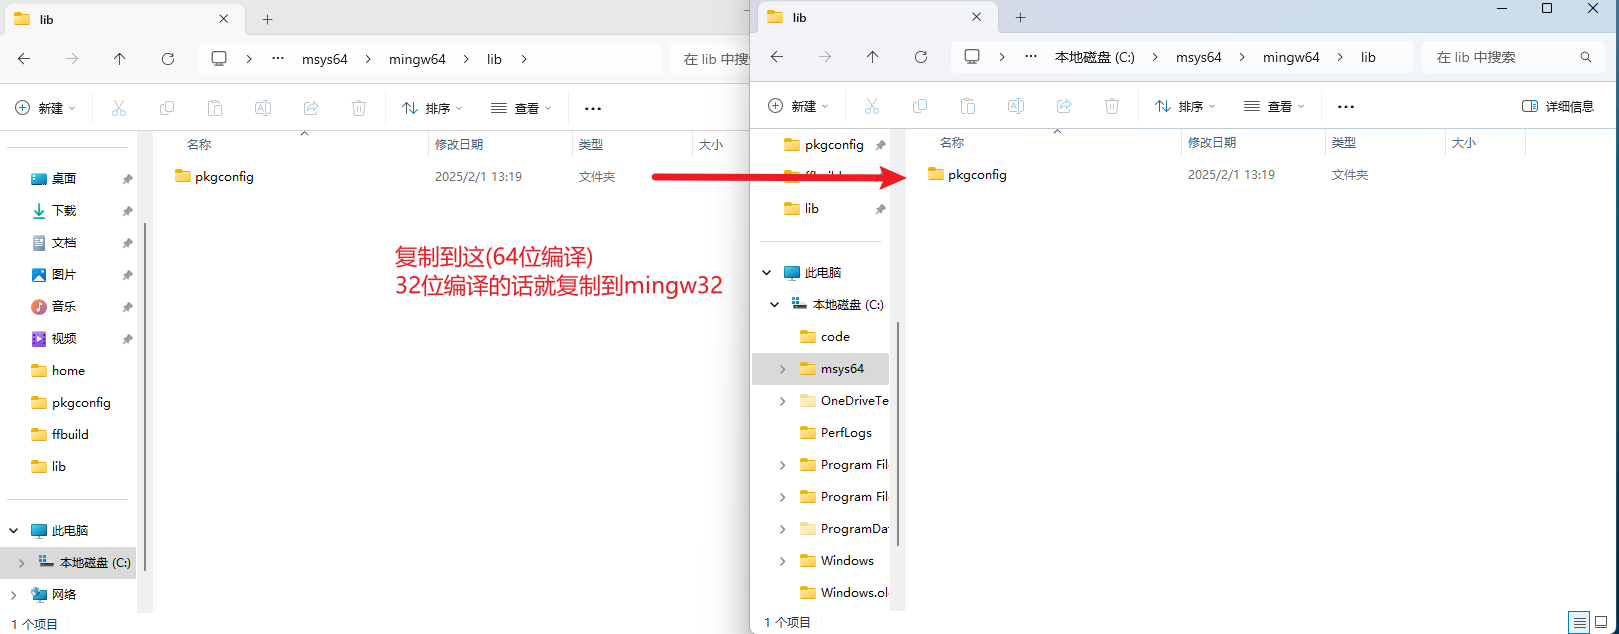 lib
msys64 > mingw64 > lib >
在 lib 中搜
新建
排序
查看
名称
修改日期
类型
大小
pkgconfig
2025/2/1 13:19
文件夹
桌面
下载
文档
图片
音乐
视频
home
pkgconfig
ffbuild
lib
此电脑
本地磁盘 (C:)
网络
1 个项目
复制到这(64位编译)
32位编译的话就复制到mingw32
lib
本地磁盘 (C:) > msys64 > mingw64 > lib
在 lib 中搜索
新建
排序
查看
详细信息
名称
修改日期
类型
大小
pkgconfig
2025/2/1 13:19
文件夹
pkgconfig
lib
此电脑
本地磁盘 (C:)
code
msys64
OneDriveTe
PerfLogs
Program Fil
Program Fil
ProgramDa
Windows
Windows.ol
1 个项目